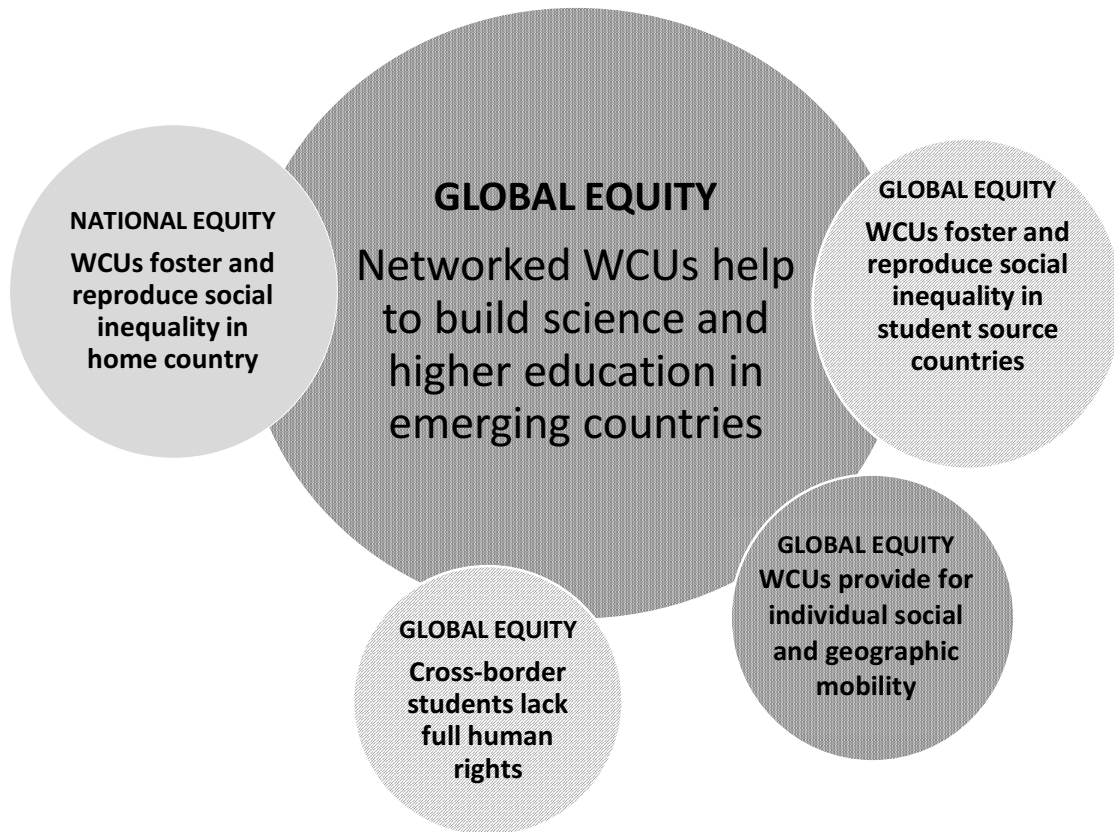 GLOBAL EQUITY
Networked WCUs help
to build science and
higher education in
emerging countries
NATIONAL EQUITY
WCUs foster and
reproduce social
inequality in
home country
GLOBAL EQUITY
WCUs foster and
reproduce social
inequality in
student source
countries
GLOBAL EQUITY
WCUs provide for
individual social
and geographic
mobility
GLOBAL EQUITY
Cross-border
students lack
full human
rights